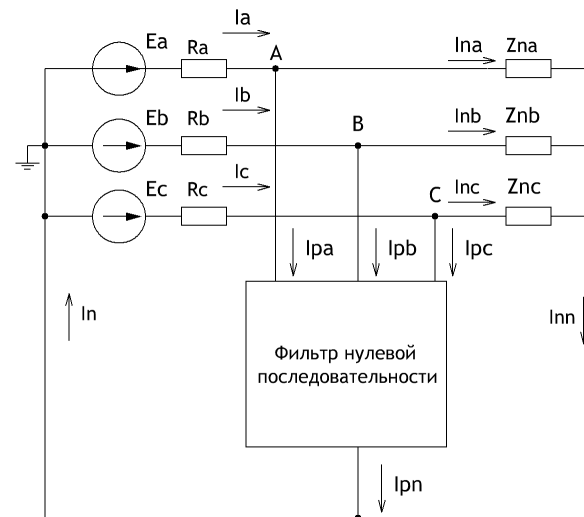 Ea Ra Ia A Ina Zna
Eb Rb Ib B Inb Znb
Ec Rc Ic C Inc Znc
Ipa Ipb Ipc
In Inn
Фильтр нулевой
последовательности
Ipn